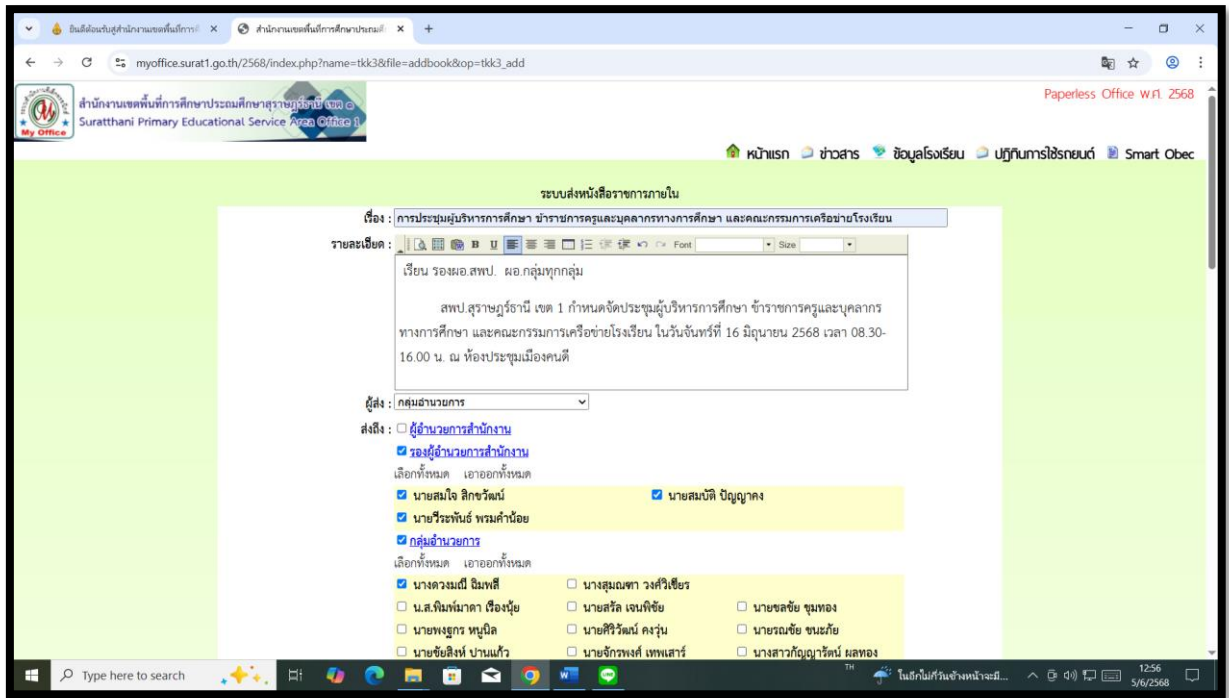 ยินดีต้อนรับสู่สำนักงานเขตพื้นที่การ
สำนักงานเขตพื้นที่การศึกษาประถมศึ
myoffice.surat1.go.th/2568/index.php?name=tkk3&file=addbook&op=tkk3_add
My Office
สำนักงานเขตพื้นที่การศึกษาประถมศึกษาสุราษฎร์ธานี เขต ๑
Suratthani Primary Educational Service Area Office 1
Paperless Office พ.ศ. 2568
หน้าแรก ข่าวสาร ข้อมูลโรงเรียน ปฏิทินการใช้รถยนต์ Smart Obec
ระบบส่งหนังสือราชการภายใน
เรื่อง : การประชุมผู้บริหารการศึกษา ข้าราชการครูและบุคลากรทางการศึกษา และคณะกรรมการเครือข่ายโรงเรียน
รายละเอียด : B U Font Size
เรียน รองผอ.สพป. ผอ.กลุ่มทุกกลุ่ม
สพป.สุราษฎร์ธานี เขต 1 กำหนดจัดประชุมผู้บริหารการศึกษา ข้าราชการครูและบุคลากร
ทางการศึกษา และคณะกรรมการเครือข่ายโรงเรียน ในวันจันทร์ที่ 16 มิถุนายน 2568 เวลา 08.30-
16.00 น. ณ ห้องประชุมเมืองคนดี
ผู้ส่ง : กลุ่มอำนวยการ
ส่งถึง : ผู้อำนวยการสำนักงาน
รองผู้อำนวยการสำนักงาน
เลือกทั้งหมด เอาออกทั้งหมด
นายสมใจ สิกขวัฒน์ นายสมบัติ ปัญญาคง
นายวีระพันธ์ พรมคำน้อย
กลุ่มอำนวยการ
เลือกทั้งหมด เอาออกทั้งหมด
นางดวงมณี ฉิมพลี นางสุมณฑา วงศ์วิเชียร
น.ส.พิมพ์มาดา เรืองนุ้ย นายสรัล เจนพิชัย นายชลชัย ชุมทอง
นายพงฐกร หนูนิล นายศิริวัฒน์ คงวุ่น นายรณชัย ชนะภัย
นายชัยสิงห์ ปานแก้ว นายจักรพงศ์ เทพเสาร์ นางสาวกัญญารัตน์ ผลทอง
Type here to search
TH
ในอีกไม่กี่วันข้างหน้าจะมี...
12:56
5/6/2568